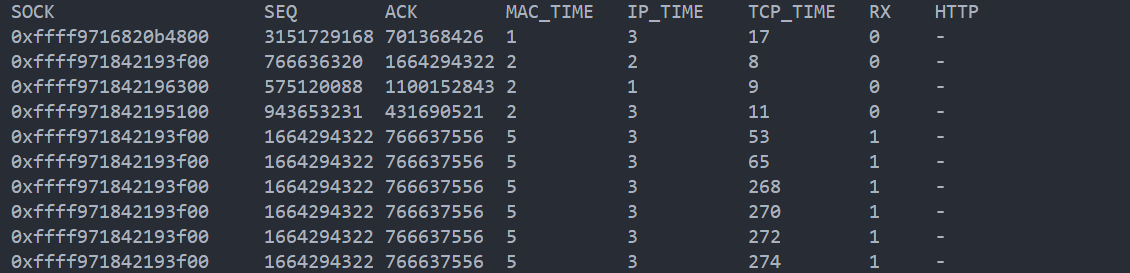 SOCK SEQ ACK MAC_TIME IP_TIME TCP_TIME RX HTTP
0xffff9716820b4800 3151729168 701368426 1 3 17 0 -
0xffff971842193f00 766636320 1664294322 2 2 8 0 -
0xffff971842196300 575120088 1100152843 2 1 9 0 -
0xffff971842195100 943653231 431690521 2 3 11 0 -
0xffff971842193f00 1664294322 766637556 5 3 53 1 -
0xffff971842193f00 1664294322 766637556 5 3 65 1 -
0xffff971842193f00 1664294322 766637556 5 3 268 1 -
0xffff971842193f00 1664294322 766637556 5 3 270 1 -
0xffff971842193f00 1664294322 766637556 5 3 272 1 -
0xffff971842193f00 1664294322 766637556 5 3 274 1 -